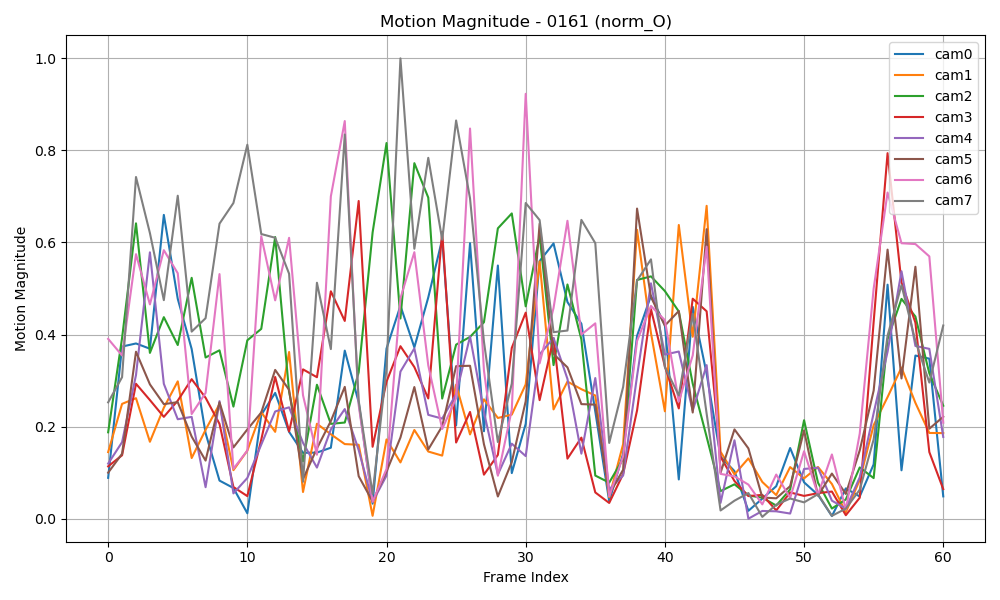 Motion Magnitude - 0161 (norm_O)
Motion Magnitude
1.0
0.8
0.6
0.4
0.2
0.0
0
10
20
30
40
50
60
Frame Index
cam0
cam1
cam2
cam3
cam4
cam5
cam6
cam7